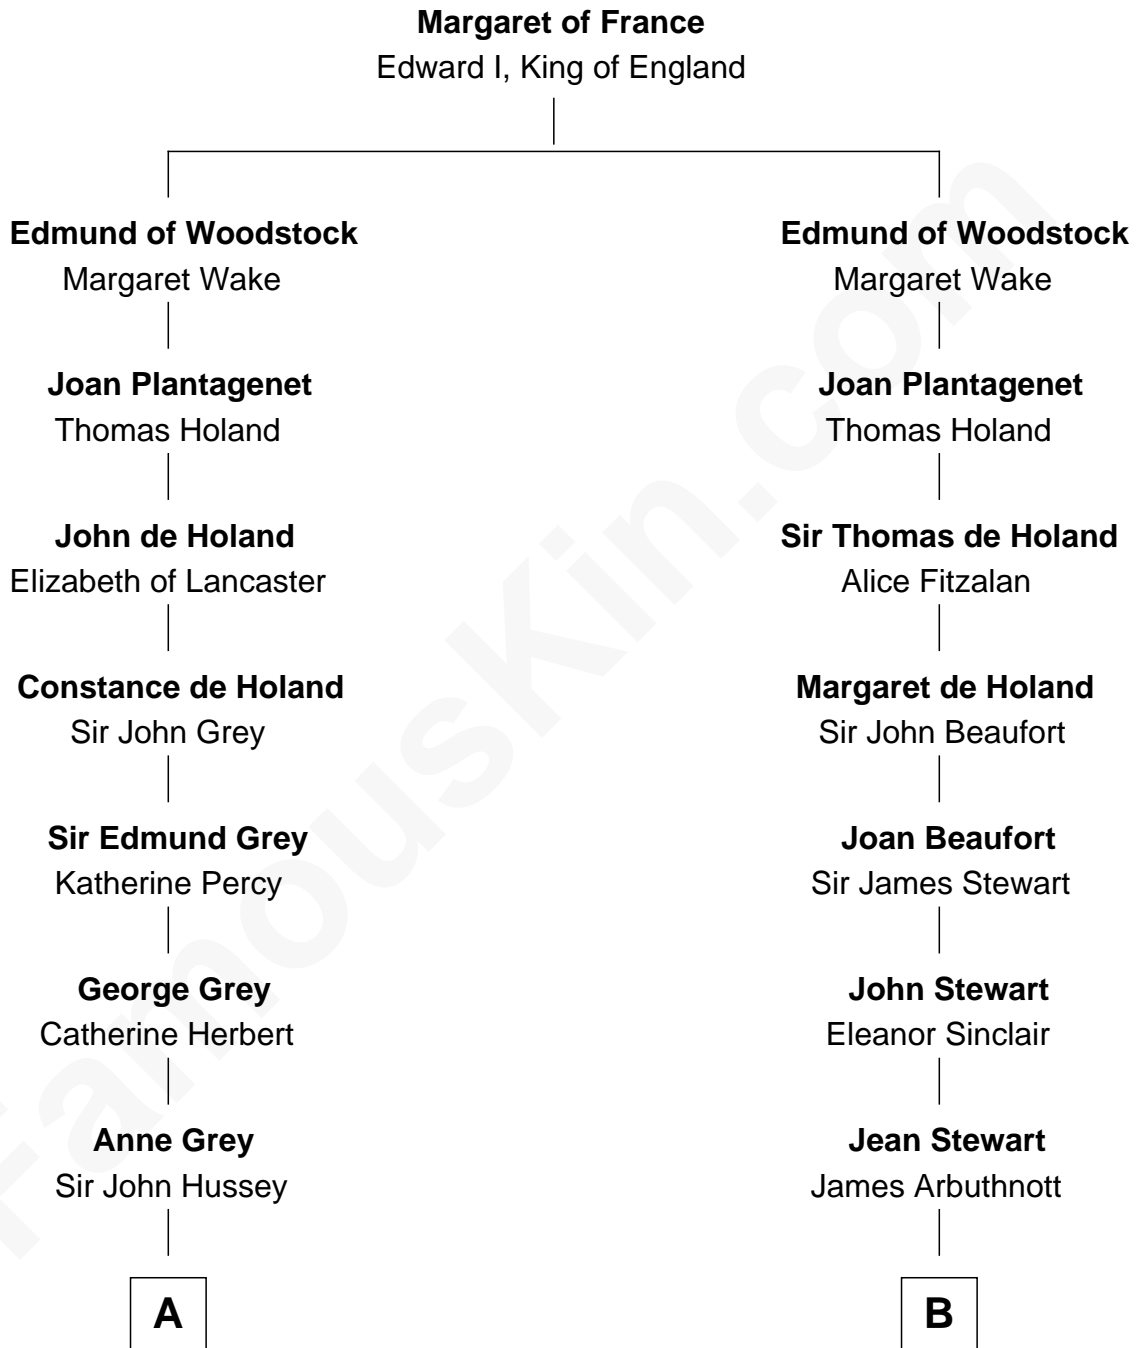 Margaret of France
Edward I, King of England
Edmund of Woodstock
Margaret Wake
Joan Plantagenet
Thomas Holand
John de Holand
Elizabeth of Lancaster
Constance de Holand
Sir John Grey
Sir Edmund Grey
Katherine Percy
George Grey
Catherine Herbert
Anne Grey
Sir John Hussey
A
Edmund of Woodstock
Margaret Wake
Joan Plantagenet
Thomas Holand
Sir Thomas de Holand
Alice Fitzalan
Margaret de Holand
Sir John Beaufort
Joan Beaufort
Sir James Stewart
John Stewart
Eleanor Sinclair
Jean Stewart
James Arbuthnott
B
FamousKin.com